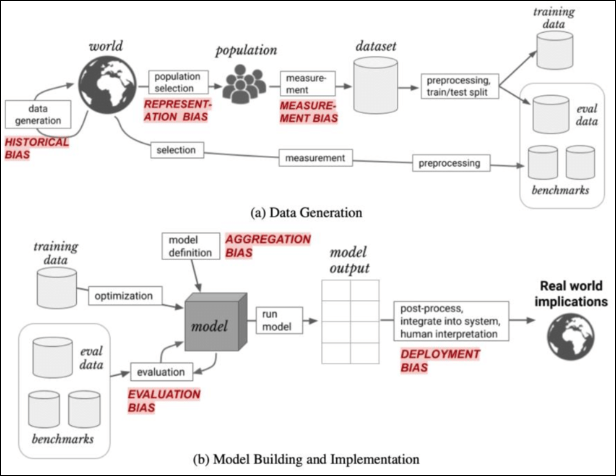 world
population
dataset
training
data
data
generation
HISTORICAL
BIAS
population
selection
REPRESENT-
ATION BIAS
measure-
ment
MEASURE-
MENT BIAS
preprocessing,
train/test split
eval
data
selection
measurement
preprocessing
benchmarks
(a) Data Generation
training
data
optimization
model
definition
AGGREGATION
BIAS
model
run
model
model
output
post-process,
integrate into system,
human interpretation
DEPLOYMENT
BIAS
Real world
implications
eval
data
benchmarks
evaluation
EVALUATION
BIAS
(b) Model Building and Implementation